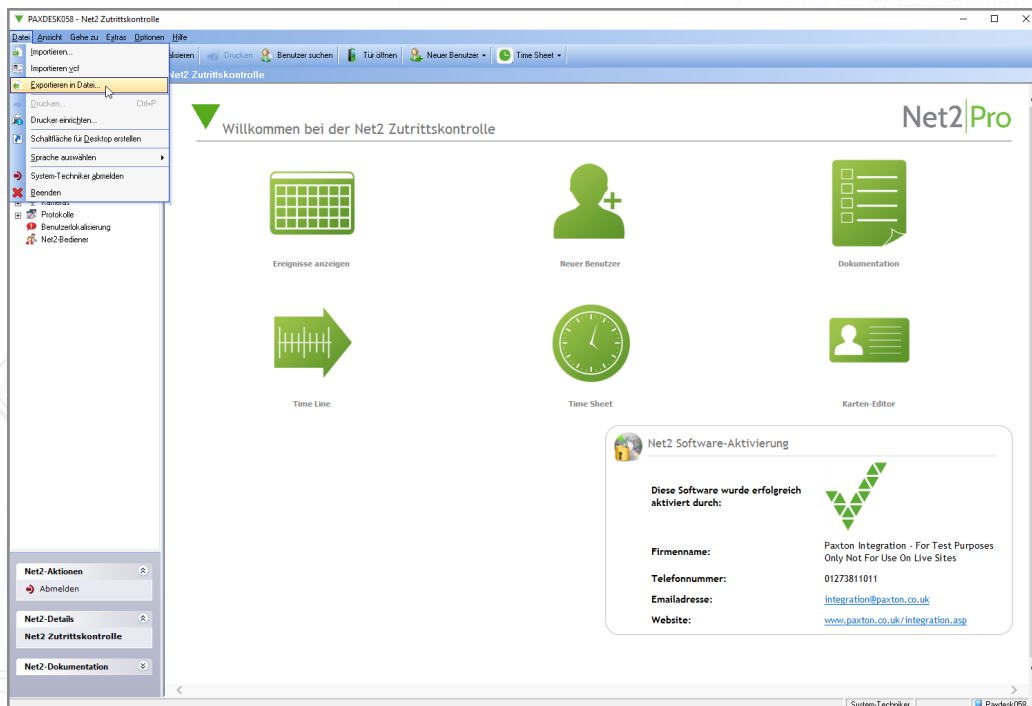 PAXDESK058 - Net2 Zutrittskontrolle
Datei Ansicht Gehe zu Extras Optionen Hilfe
Drucken Benutzer suchen Tür öffnen Neuer Benutzer Time Sheet
Net2 Zutrittskontrolle
Importieren...
Importieren vcf
Exportieren in Datei...
Drucken... Ctrl+P
Drucker einrichten...
Schaltfläche für Desktop erstellen
Sprache auswählen
System-Techniker abmelden
Beenden
Kameras
Protokolle
Benutzerlokalisierung
Net2-Bediener
Willkommen bei der Net2 Zutrittskontrolle
Net2 Pro
Ereignisse anzeigen
Neuer Benutzer
Dokumentation
Time Line
Time Sheet
Karten-Editor
Net2 Software-Aktivierung
Diese Software wurde erfolgreich
aktiviert durch:
Firmenname: Paxton Integration - For Test Purposes
Only Not For Use On Live Sites
Telefonnummer: 01273811011
Emailadresse: integration@paxton.co.uk
Website: www.paxton.co.uk/integration.asp
Net2-Aktionen
Abmelden
Net2-Details
Net2 Zutrittskontrolle
Net2-Dokumentation
System-Techniker Paxdesk058